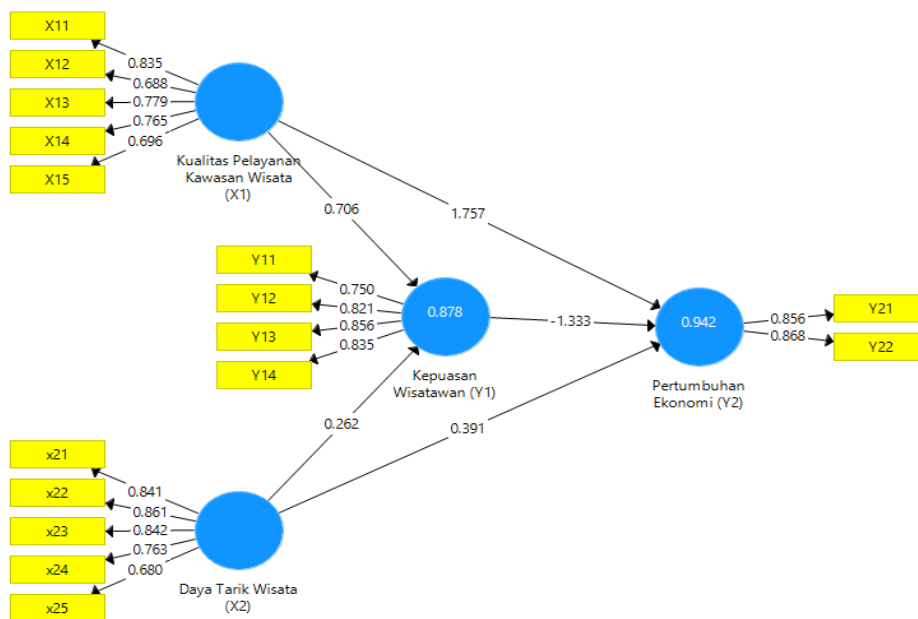 X11
X12
X13
X14
X15
0.835
0.688
0.779
0.765
0.696
Kualitas Pelayanan
Kawasan Wisata
(X1)
0.706
1.757
Y11
Y12
Y13
Y14
0.750
0.821
0.856
0.835
0.878
Kepuasan
Wisatawan (Y1)
-1.333
0.942
Pertumbuhan
Ekonomi (Y2)
0.856
0.868
Y21
Y22
0.262
0.391
x21
x22
x23
x24
x25
0.841
0.861
0.842
0.763
0.680
Daya Tarik Wisata
(X2)